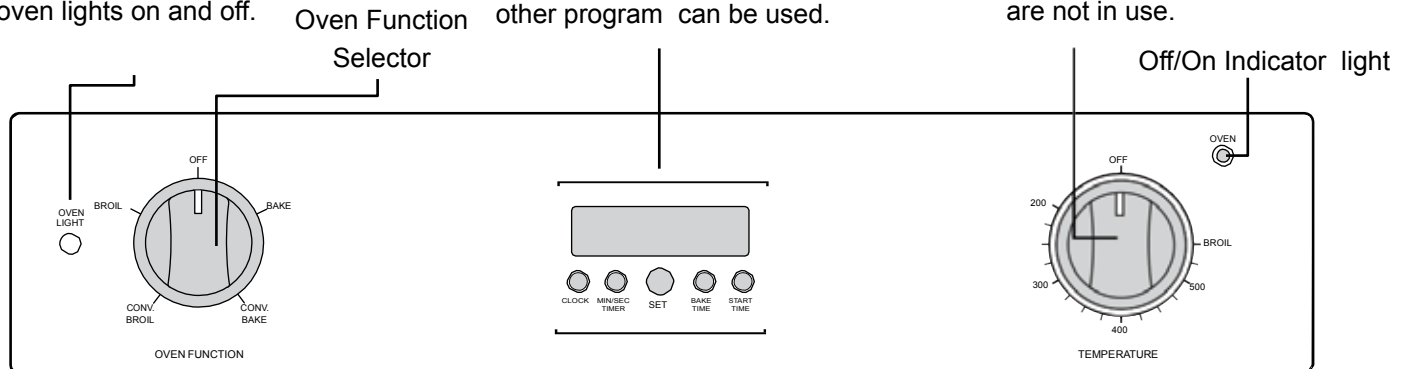 oven lights on and off.
Oven Function
Selector
other program can be used.
are not in use.
Off/On Indicator light
OVEN
LIGHT
OFF
BROIL
BAKE
CONV.
BROIL
CONV.
BAKE
OVEN FUNCTION
CLOCK
MIN/SEC
TIMER
SET
BAKE
TIME
START
TIME
OFF
200
BROIL
300
500
400
TEMPERATURE
OVEN